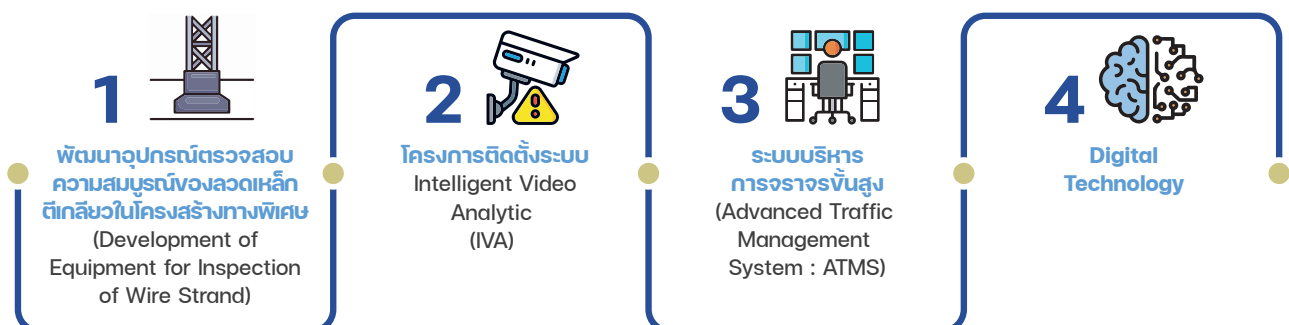 1
พัฒนาอุปกรณ์ตรวจสอบ
ความสมบูรณ์ของลวดเหล็ก
ตีเกลียวในโครงสร้างทางพิเศษ
(Development of
Equipment for Inspection
of Wire Strand)
2
โครงการติดตั้งระบบ
Intelligent Video
Analytic
(IVA)
3
ระบบบริหาร
การจราจรขั้นสูง
(Advanced Traffic
Management
System : ATMS)
4
Digital
Technology